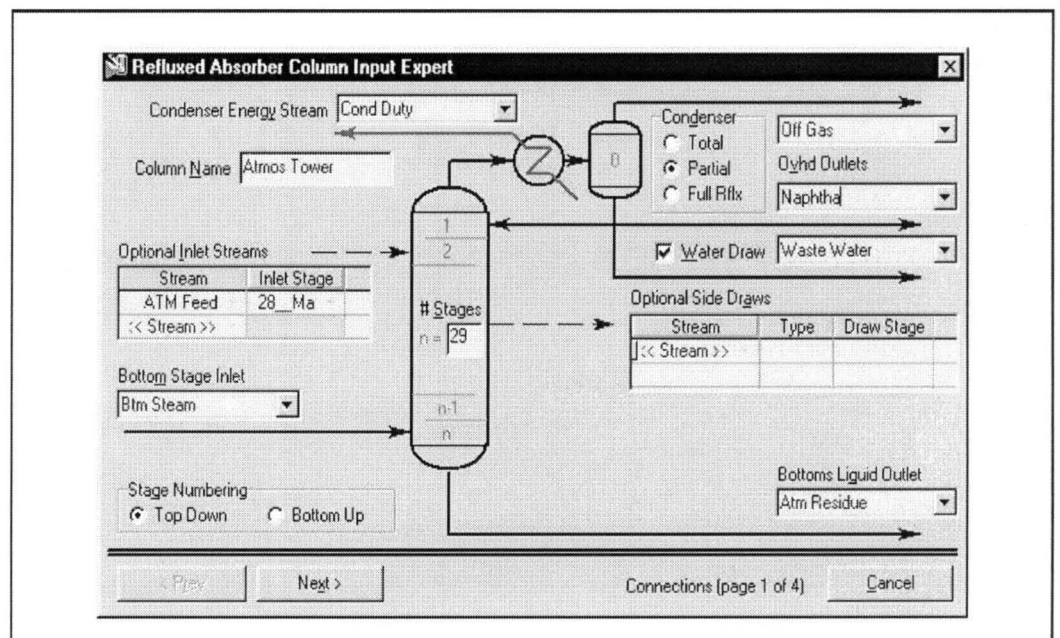 Refluxed Absorber Column Input Expert
Condenser Energy Stream Cond Duty
Column Name Atmos Tower
0
Condenser
Total
Partial
Full Rflx
Off Gas
Ovhd Outlets
Naphtha
Water Draw Waste Water
1
2
# Stages
n = 29
n-1
n
Optional Inlet Streams
Stream Inlet Stage
ATM Feed 28__Ma
<< Stream >>
Bottom Stage Inlet
Btm Steam
Optional Side Draws
Stream Type Draw Stage
<< Stream >>
Stage Numbering
Top Down Bottom Up
Bottoms Liquid Outlet
Atm Residue
< Prev Next > Connections (page 1 of 4) Cancel